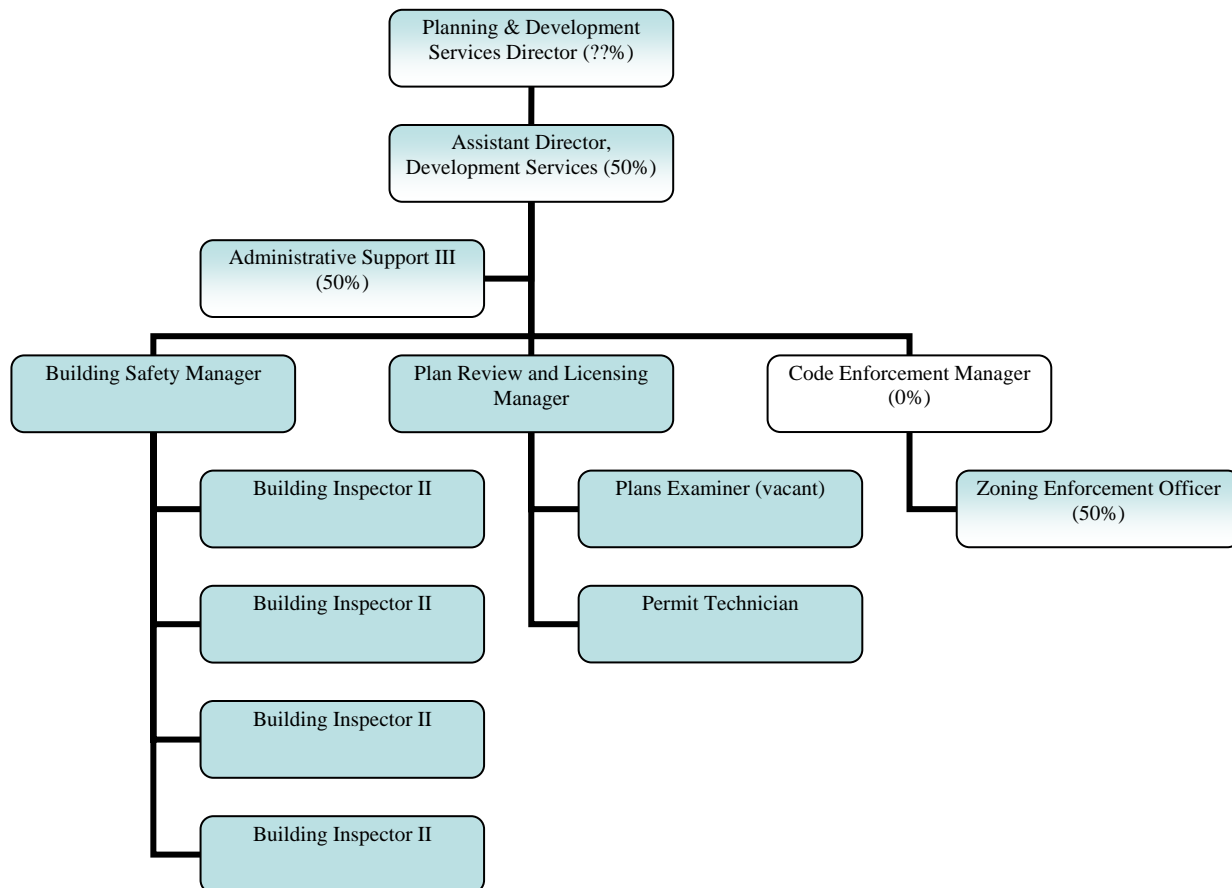 Planning & Development
Services Director (??%)
Assistant Director,
Development Services (50%)
Administrative Support III
(50%)
Building Safety Manager
Plan Review and Licensing
Manager
Code Enforcement Manager
(0%)
Building Inspector II
Plans Examiner (vacant)
Zoning Enforcement Officer
(50%)
Building Inspector II
Permit Technician
Building Inspector II
Building Inspector II